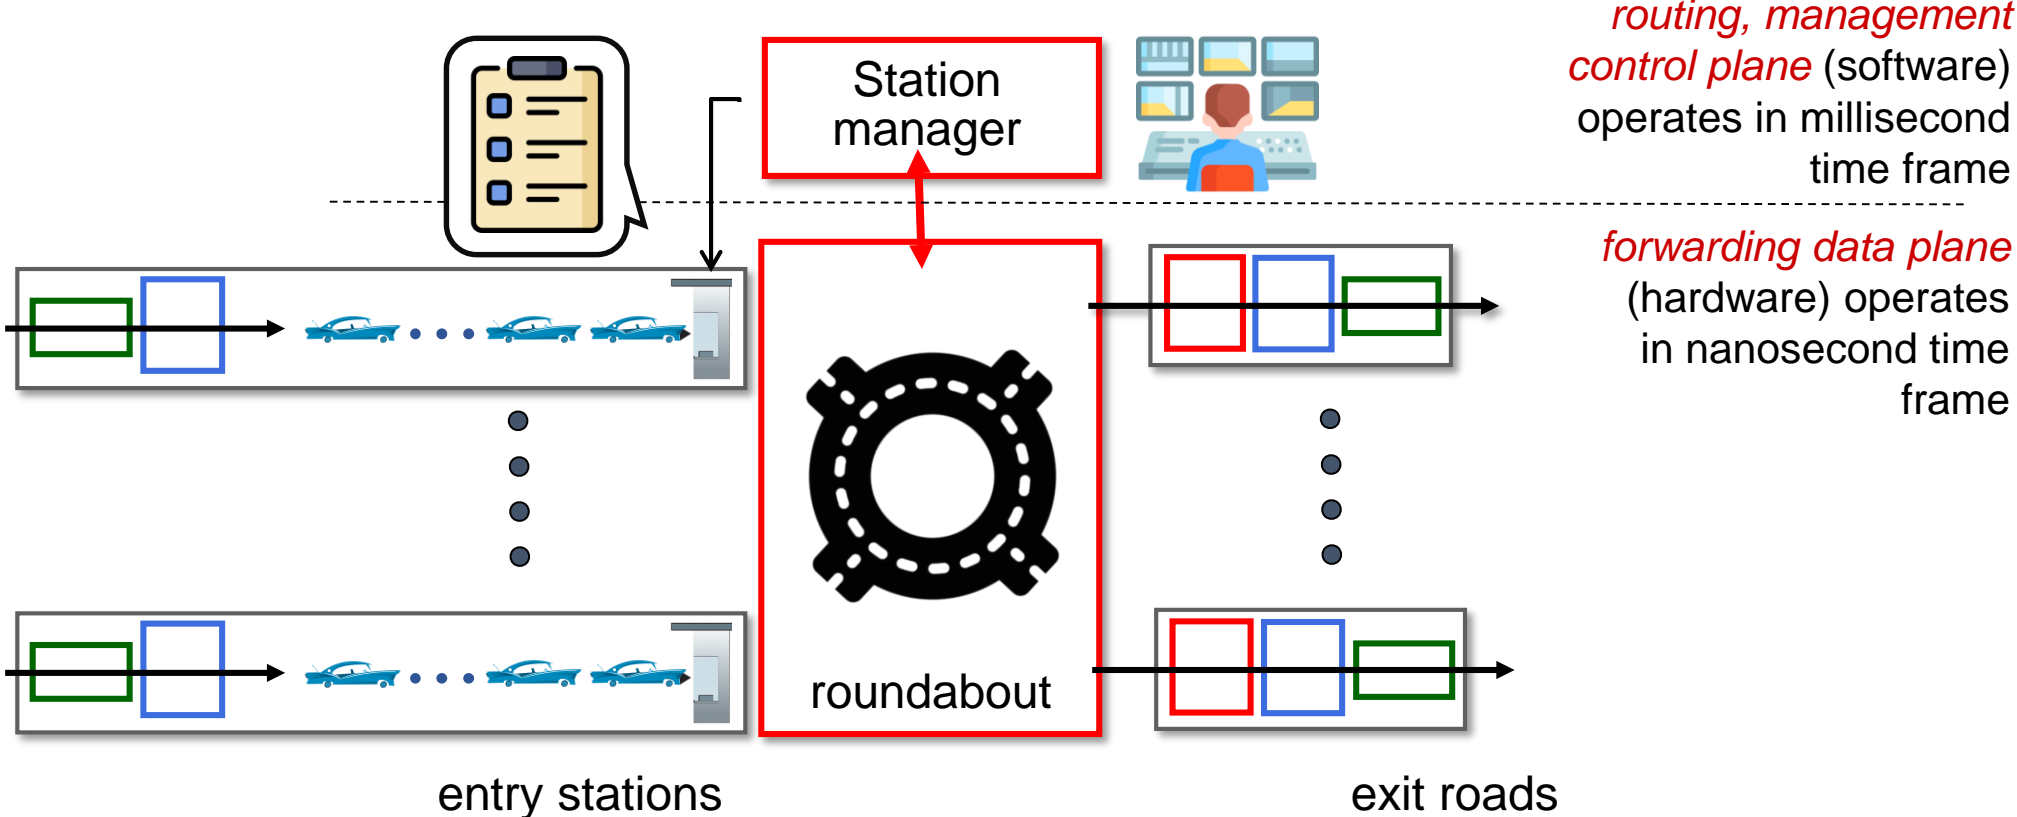 routing, management
control plane (software)
operates in millisecond
time frame
Station
manager
forwarding data plane
(hardware) operates
in nanosecond time
frame
roundabout
entry stations
exit roads